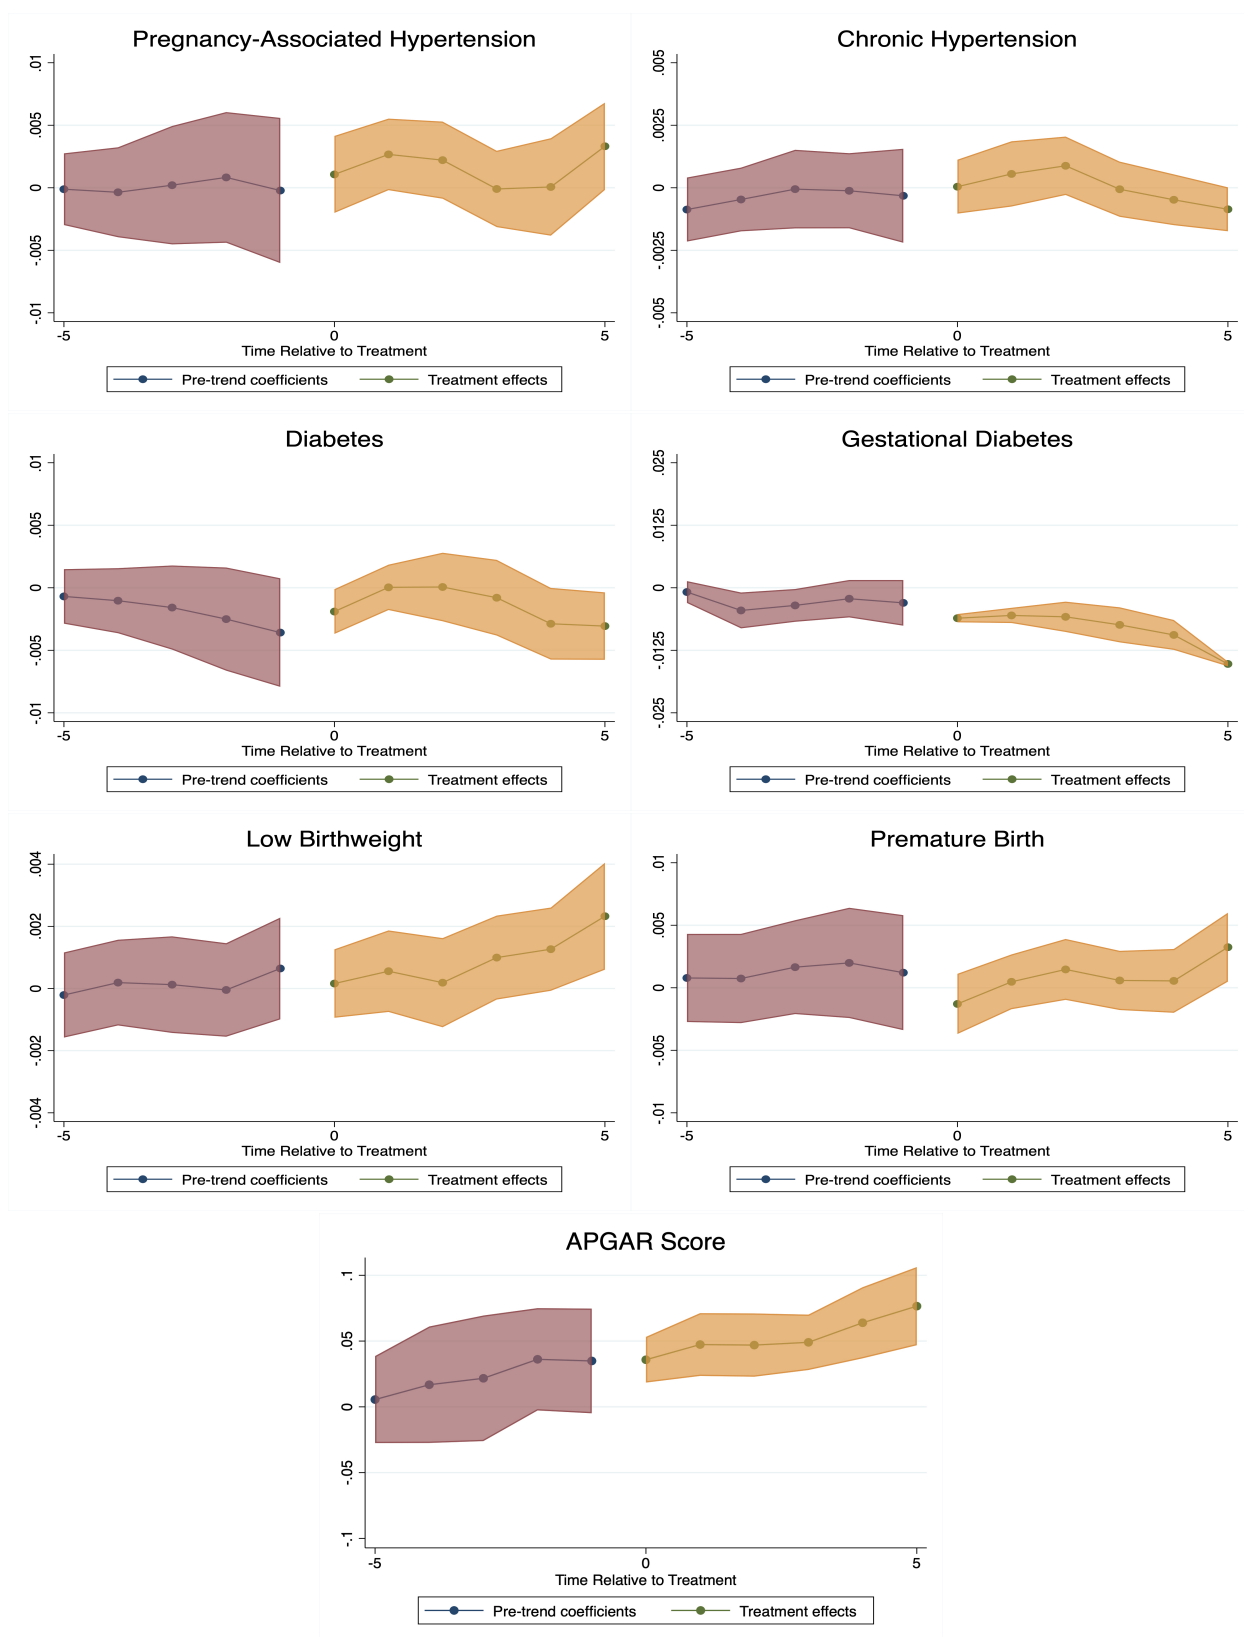 Pregnancy-Associated Hypertension
.01
.005
0
-.005
-.01
-5 0 5
Time Relative to Treatment
Pre-trend coefficients Treatment effects
Chronic Hypertension
.005
.0025
0
-.0025
-.005
-5 0 5
Time Relative to Treatment
Pre-trend coefficients Treatment effects
Diabetes
.01
.005
0
-.005
-.01
-5 0 5
Time Relative to Treatment
Pre-trend coefficients Treatment effects
Gestational Diabetes
.025
.0125
0
-.0125
-.025
-5 0 5
Time Relative to Treatment
Pre-trend coefficients Treatment effects
Low Birthweight
.004
.002
0
-.002
-.004
-5 0 5
Time Relative to Treatment
Pre-trend coefficients Treatment effects
Premature Birth
.01
.005
0
-.005
-.01
-5 0 5
Time Relative to Treatment
Pre-trend coefficients Treatment effects
APGAR Score
.1
.05
0
-.05
-.1
-5 0 5
Time Relative to Treatment
Pre-trend coefficients Treatment effects